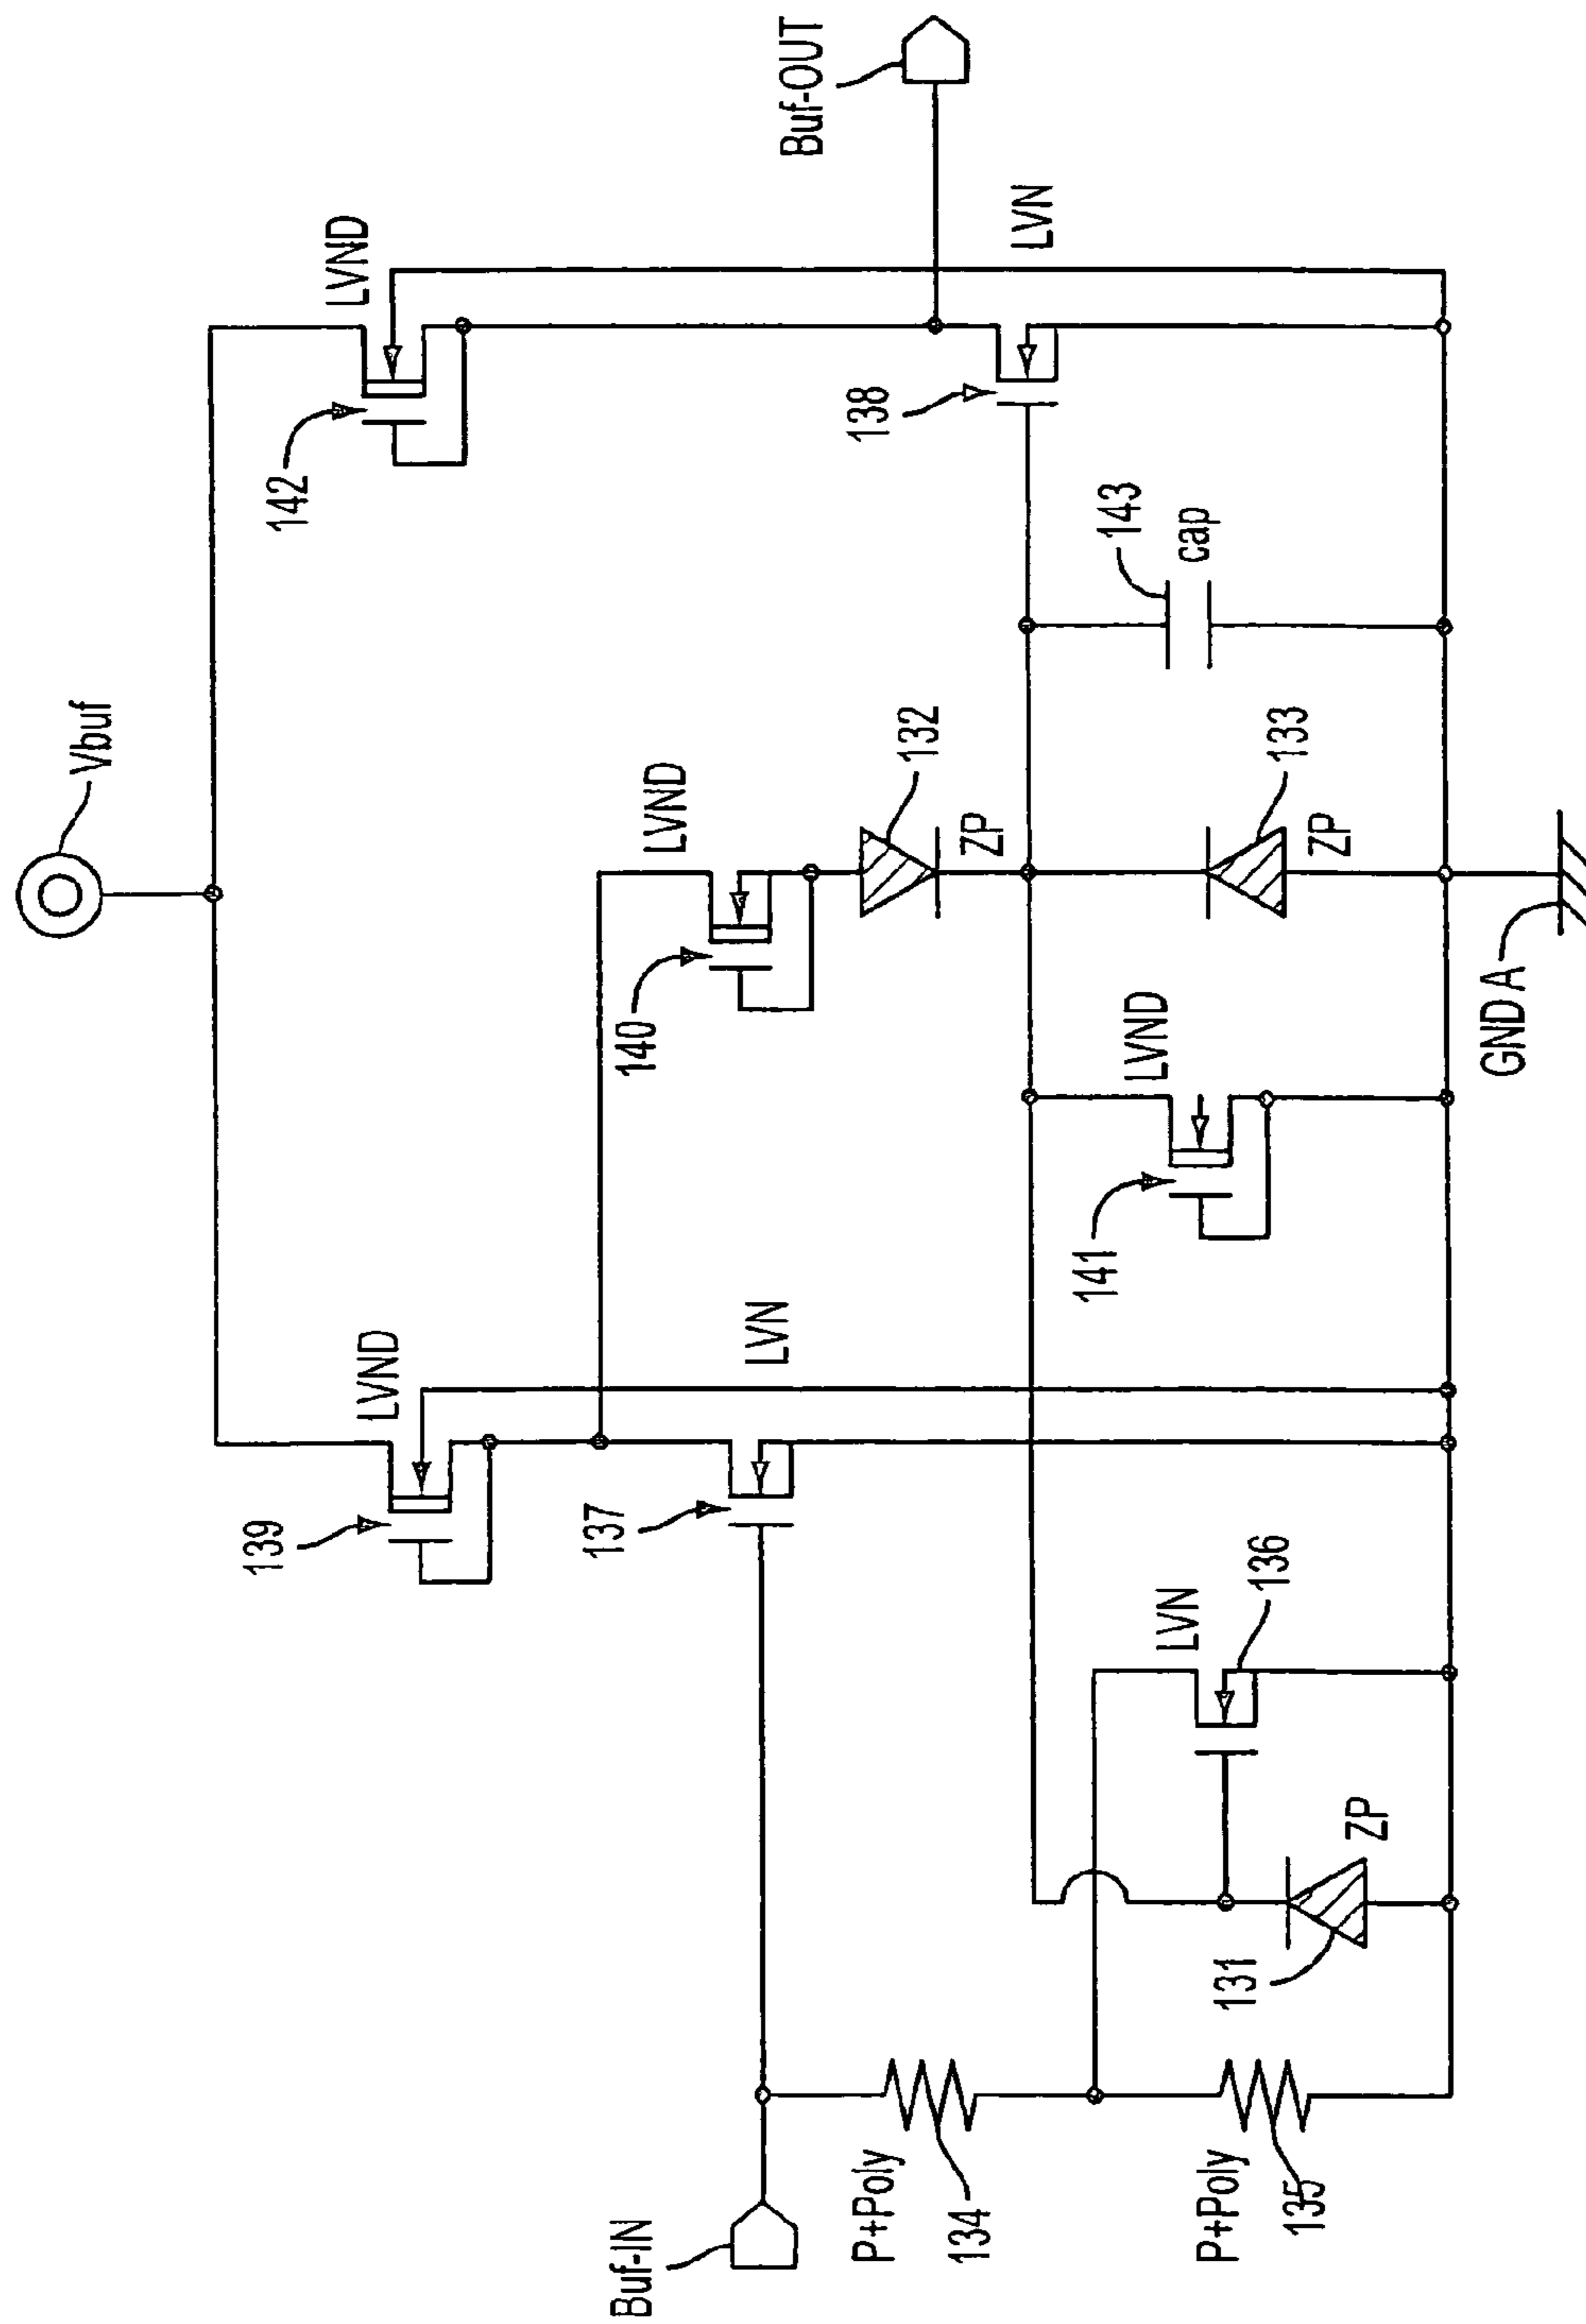 Vbuf
LVND
142
Buf-OUT
LVND
139
LVND
140
LVN
138
LVN
137
132
ZP
143
cap
LVND
141
133
ZP
GND A
Buf-IN
P+Poly
134
LVN
136
ZP
131
P+Poly
135